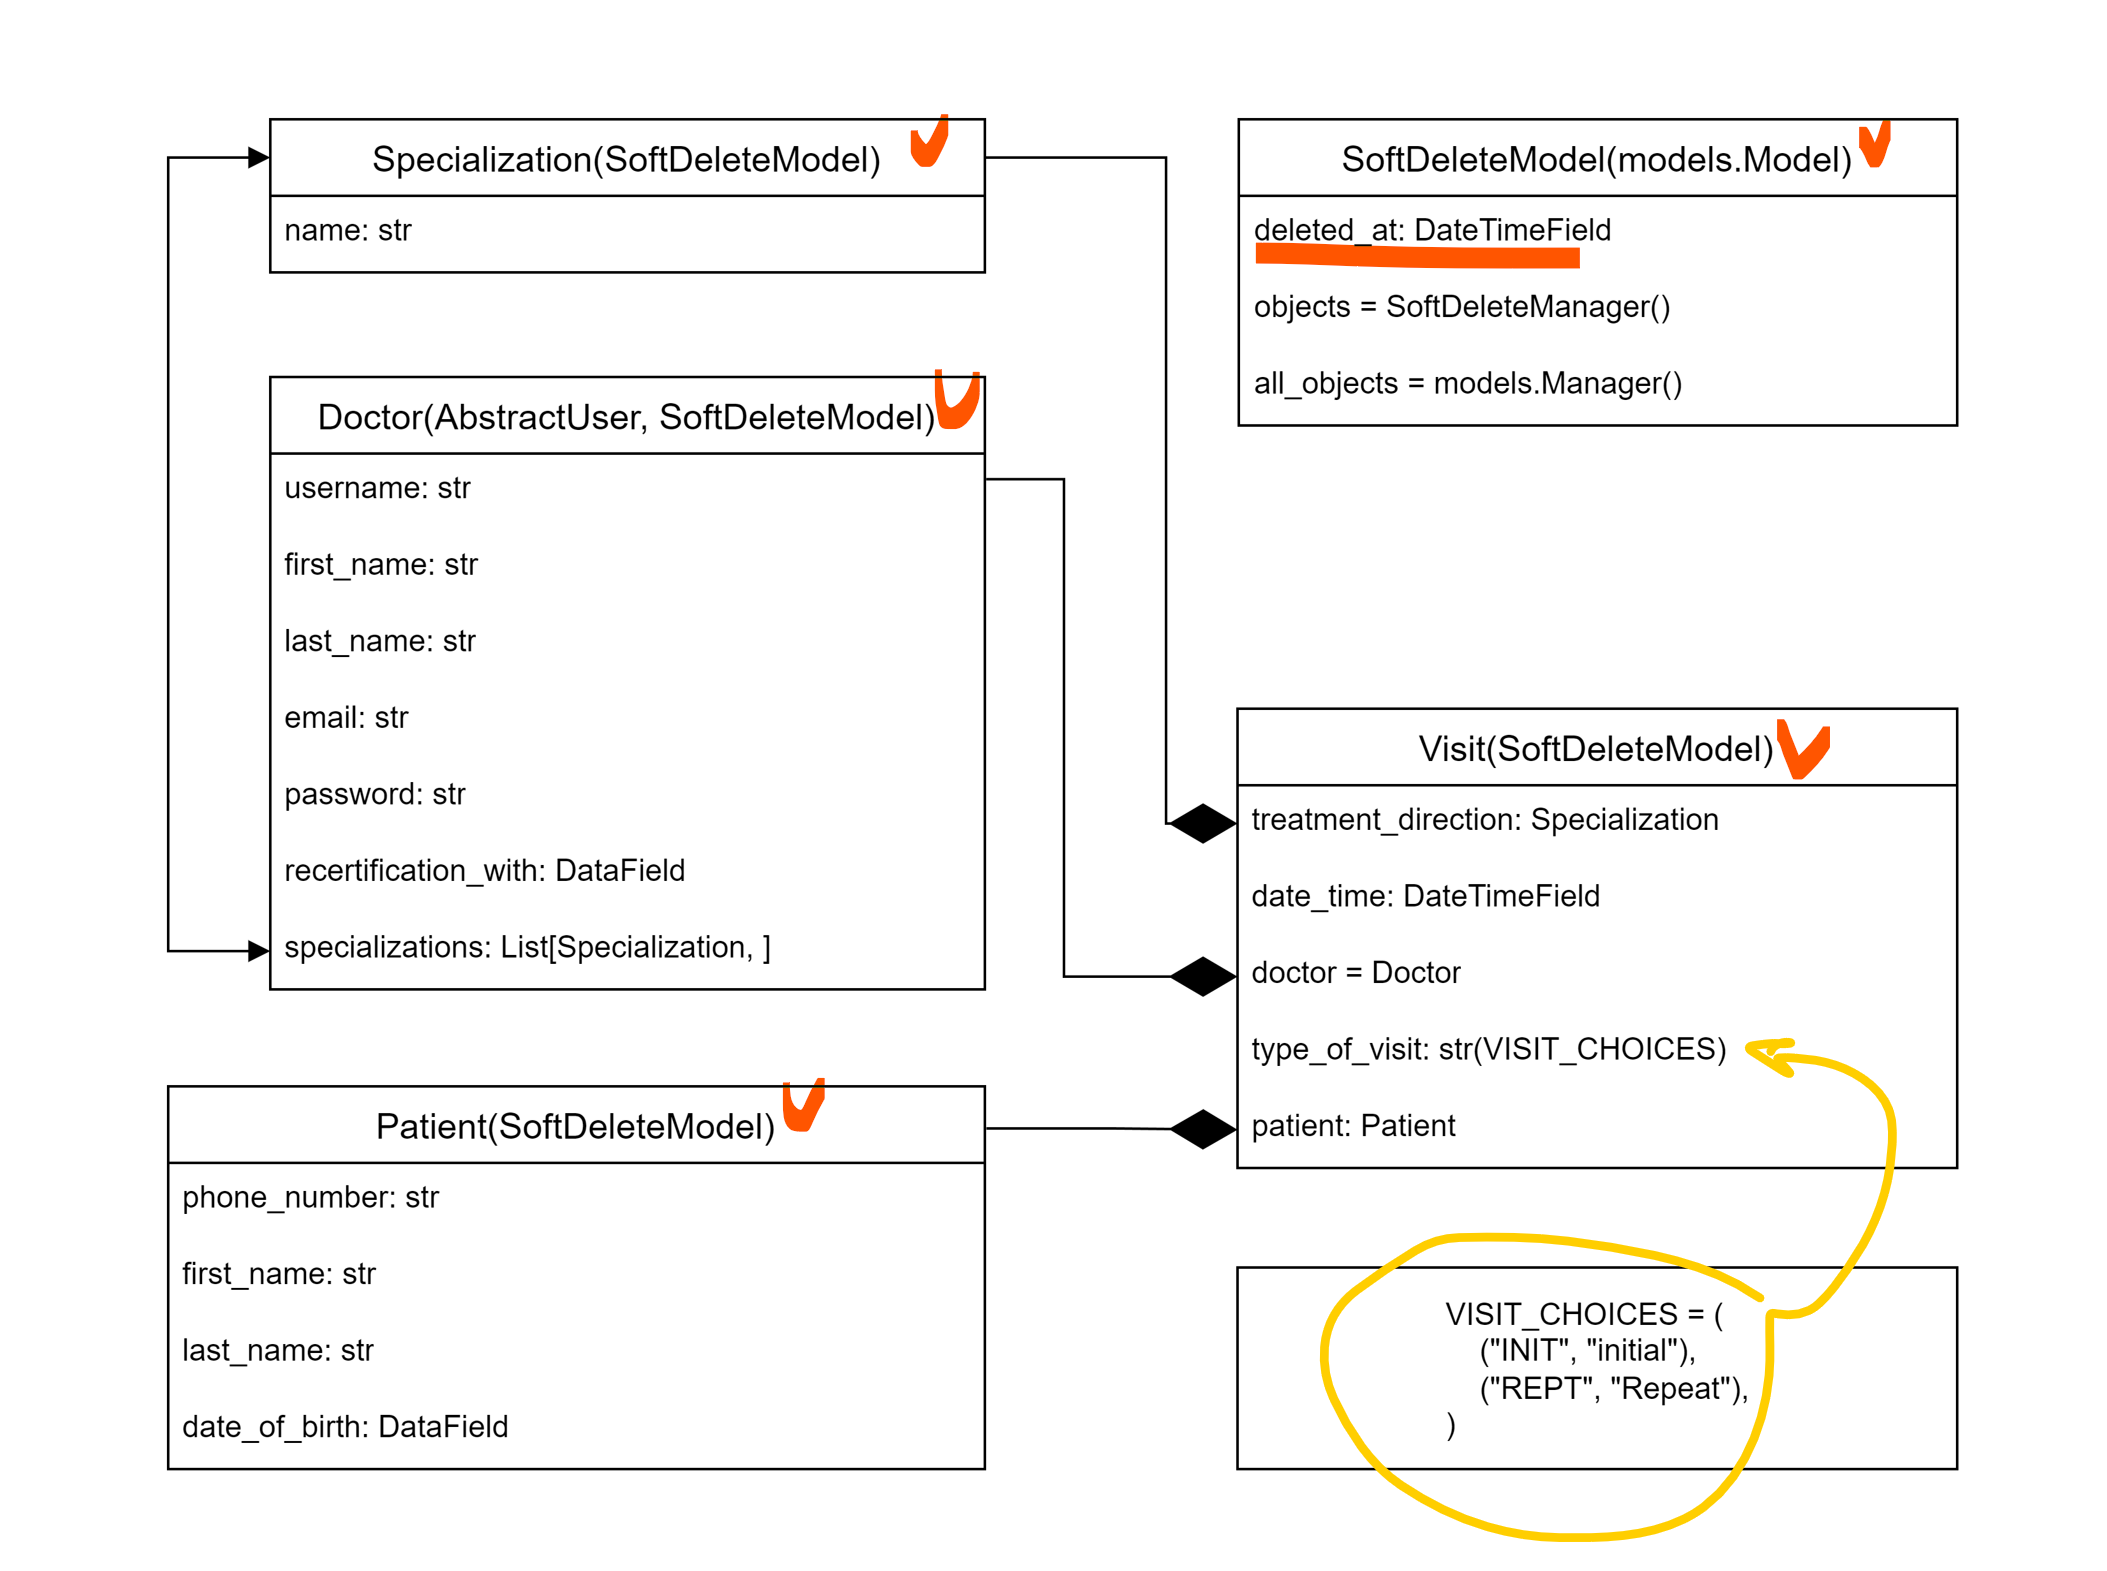 Specialization(SoftDeleteModel)
name: str
SoftDeleteModel(models.Model)
deleted_at: DateTimeField
objects = SoftDeleteManager()
all_objects = models.Manager()
Doctor(AbstractUser, SoftDeleteModel)
username: str
first_name: str
last_name: str
email: str
password: str
recertification_with: DataField
specializations: List[Specialization, ]
Visit(SoftDeleteModel)
treatment_direction: Specialization
date_time: DateTimeField
doctor = Doctor
type_of_visit: str(VISIT_CHOICES)
patient: Patient
Patient(SoftDeleteModel)
phone_number: str
first_name: str
last_name: str
date_of_birth: DataField
VISIT_CHOICES = (
("INIT", "initial"),
("REPT", "Repeat"),
)